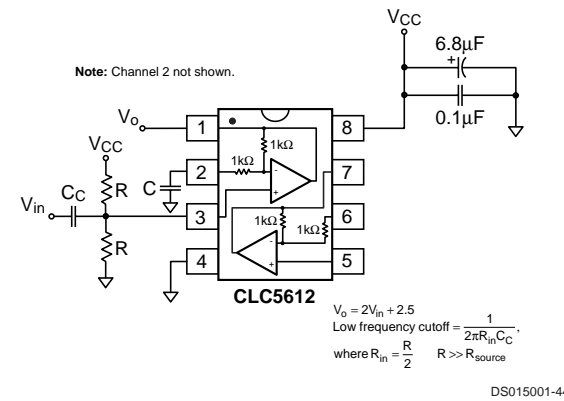 VCC
6.8µF
+
0.1µF
Note: Channel 2 not shown.
Vo
1
8
VCC
1kΩ
1kΩ
2
7
-
+
R
C
Vin
CC
3
6
1kΩ
1kΩ
R
4
5
-
+
CLC5612
Vo = 2Vin + 2.5
Low frequency cutoff = 1 / 2πRinCC ,
where Rin = R / 2    R >> Rsource
DS015001-44